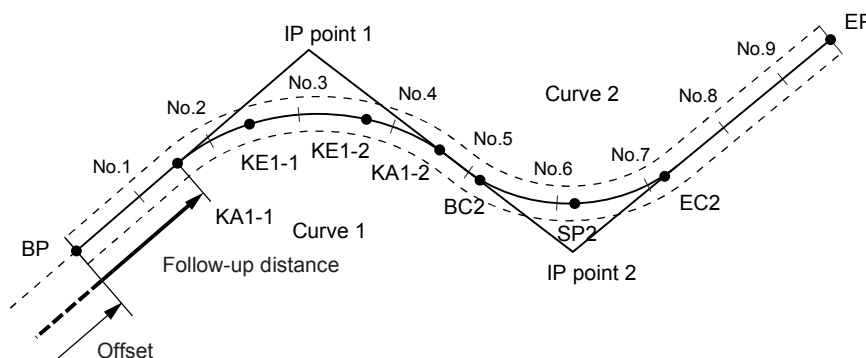 EP
IP point 1
No.9
No.3
No.2
No.4
Curve 2
No.8
No.1
KE1-1
KE1-2
No.5
No.7
KA1-2
No.6
BC2
EC2
KA1-1
Curve 1
SP2
BP
Follow-up distance
IP point 2
Offset